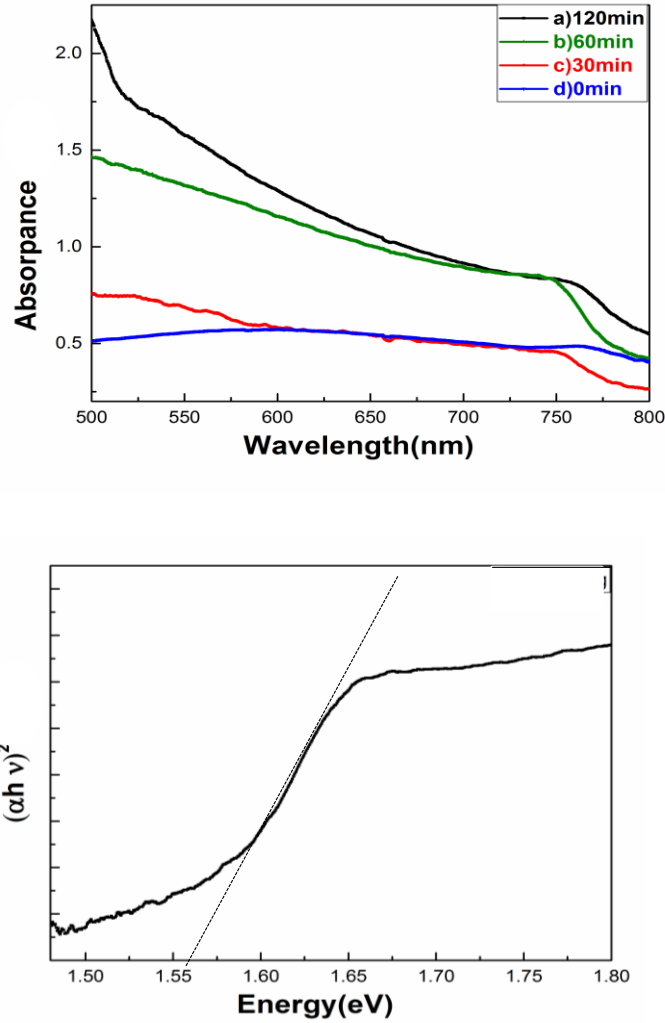 a)120min
b)60min
c)30min
d)0min
2.0
1.5
1.0
0.5
Absorpance
500 550 600 650 700 750 800
Wavelength(nm)
(αh ν)²
1.50 1.55 1.60 1.65 1.70 1.75 1.80
Energy(eV)